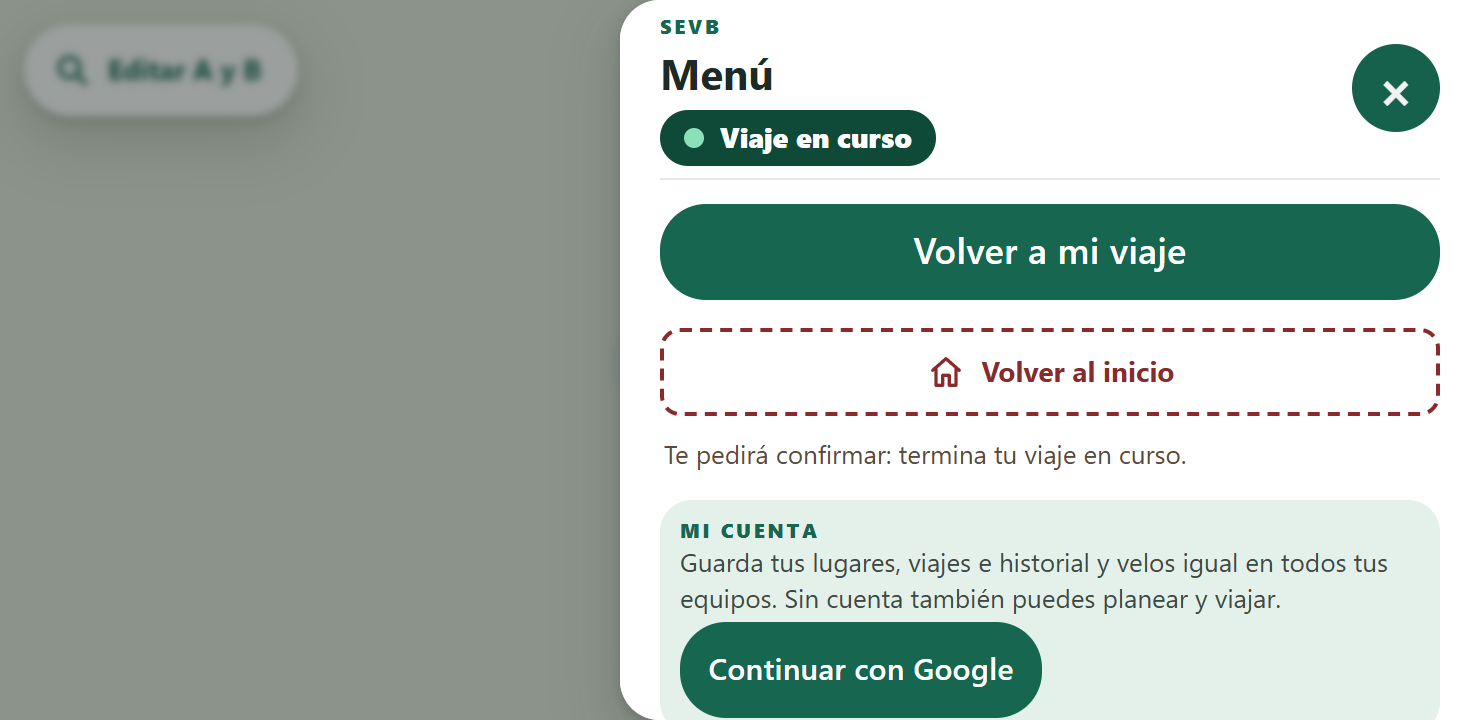 Editar A y B
SEVB
Menú
Viaje en curso
Volver a mi viaje
Volver al inicio
Te pedirá confirmar: termina tu viaje en curso.
MI CUENTA
Guarda tus lugares, viajes e historial y velos igual en todos tus
equipos. Sin cuenta también puedes planear y viajar.
Continuar con Google